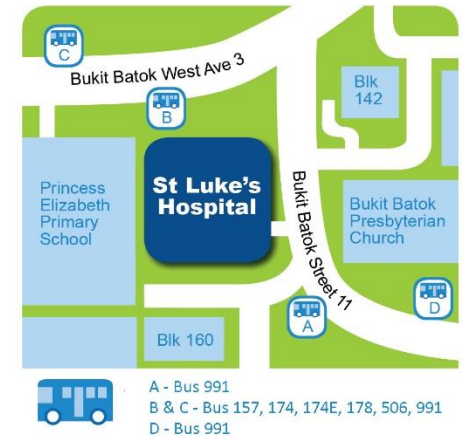 C
Bukit Batok West Ave 3
B
Blk
142
Princess
Elizabeth
Primary
School
St Luke's
Hospital
Bukit Batok Street 11
Bukit Batok
Presbyterian
Church
A
D
Blk 160
A - Bus 991
B & C - Bus 157, 174, 174E, 178, 506, 991
D - Bus 991